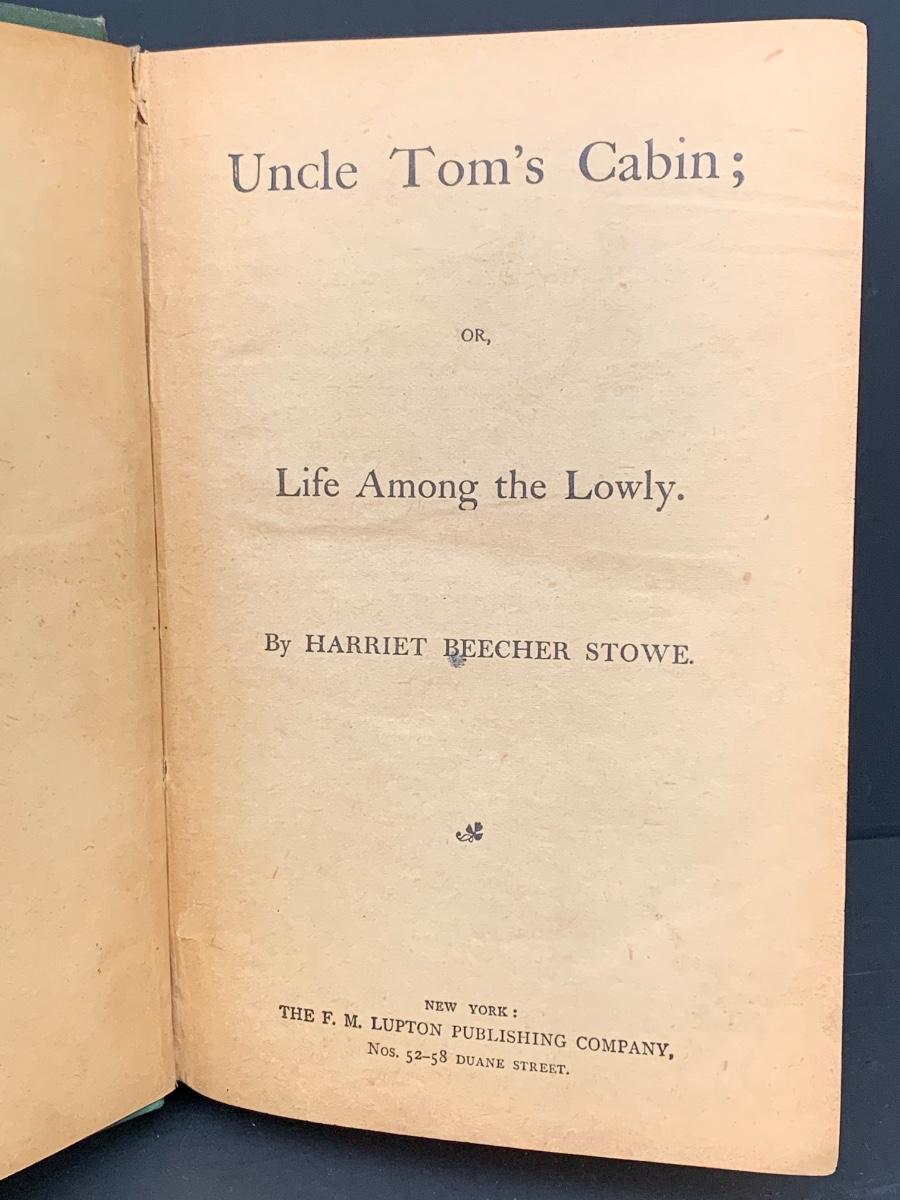 Uncle Tom's Cabin;
OR,
Life Among the Lowly.
By HARRIET BEECHER STOWE.
NEW YORK:
THE F. M. LUPTON PUBLISHING COMPANY,
Nos. 52–58 DUANE STREET.